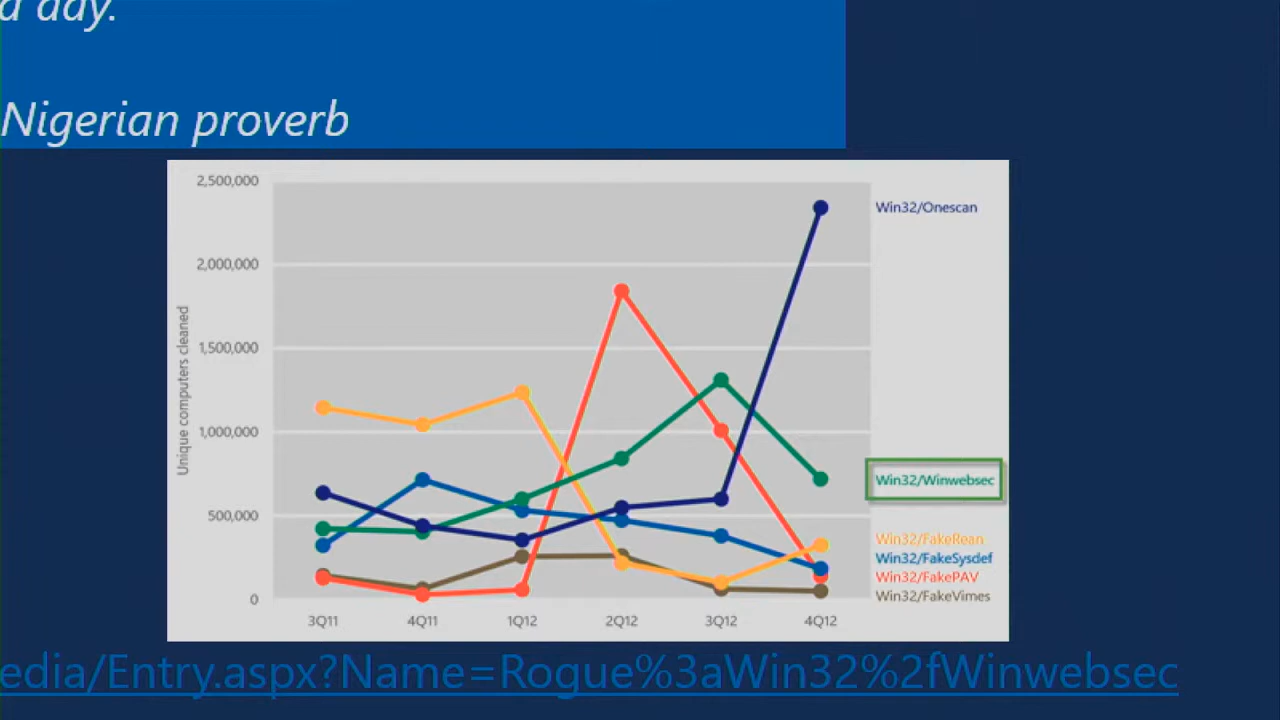 a day.
Nigerian proverb
2,500,000
Win32/Onescan
2,000,000
1,500,000
Unique computers cleaned
1,000,000
Win32/Winwebsec
500,000
Win32/FakeRean
Win32/FakeSysdef
Win32/FakePAV
Win32/FakeVimes
0
3Q11 4Q11 1Q12 2Q12 3Q12 4Q12
edia/Entry.aspx?Name=Rogue%3aWin32%2fWinwebsec